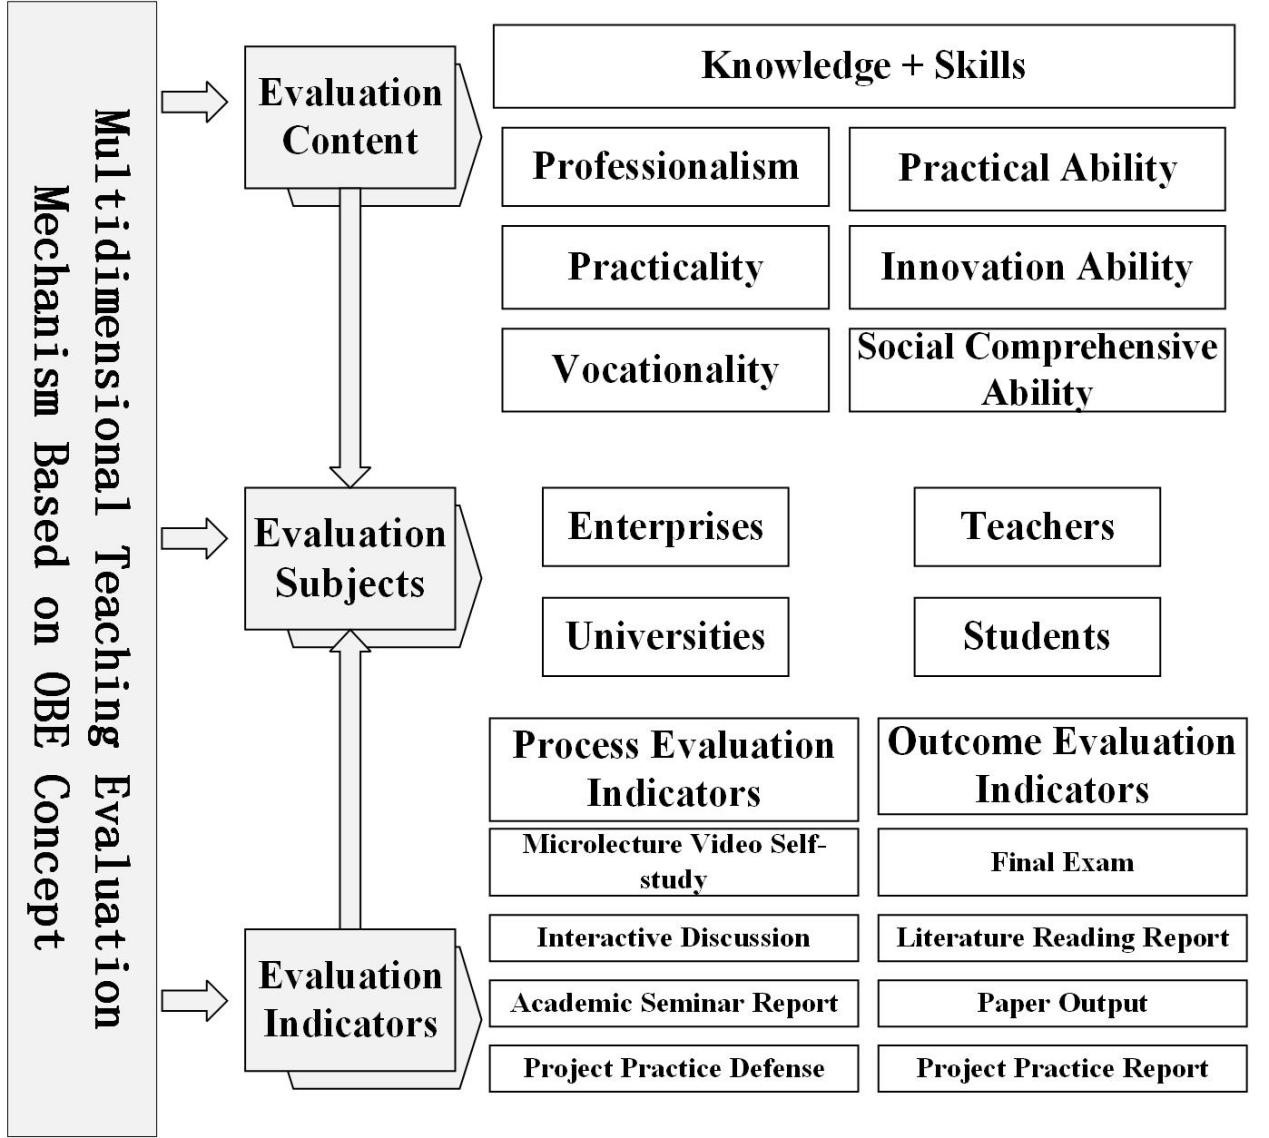 Multidimensional Teaching Evaluation
Mechanism Based on OBE Concept
Evaluation
Content
Knowledge + Skills
Professionalism
Practical Ability
Practicality
Innovation Ability
Vocationality
Social Comprehensive
Ability
Evaluation
Subjects
Enterprises
Teachers
Universities
Students
Evaluation
Indicators
Process Evaluation
Indicators
Outcome Evaluation
Indicators
Microlecture Video Self-
study
Final Exam
Interactive Discussion
Literature Reading Report
Academic Seminar Report
Paper Output
Project Practice Defense
Project Practice Report